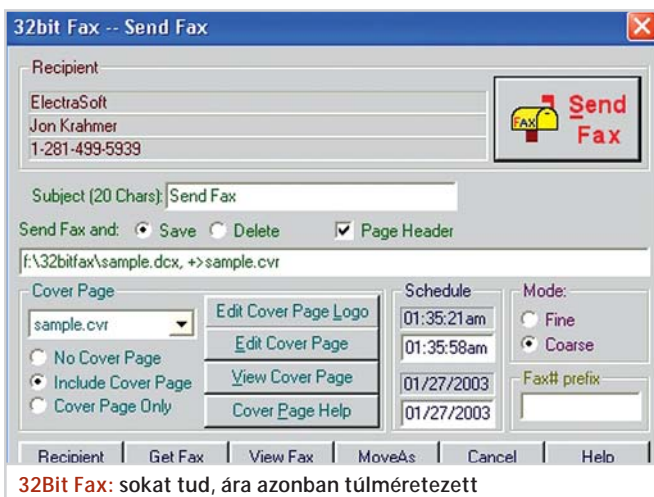 32bit Fax -- Send Fax
Recipient
ElectraSoft
Jon Krahmer
1-281-499-5939
FAX
Send
Fax
Subject (20 Chars): Send Fax
Send Fax and: Save Delete Page Header
f:\32bitfax\sample.dcx, +>sample.cvr
Cover Page
sample.cvr
No Cover Page
Include Cover Page
Cover Page Only
Edit Cover Page Logo
Edit Cover Page
View Cover Page
Cover Page Help
Schedule
01:35:21am
01:35:58am
01/27/2003
01/27/2003
Mode:
Fine
Coarse
Fax# prefix
Recipient Get Fax View Fax MoveAs Cancel Help
32Bit Fax: sokat tud, ára azonban túlméretezett